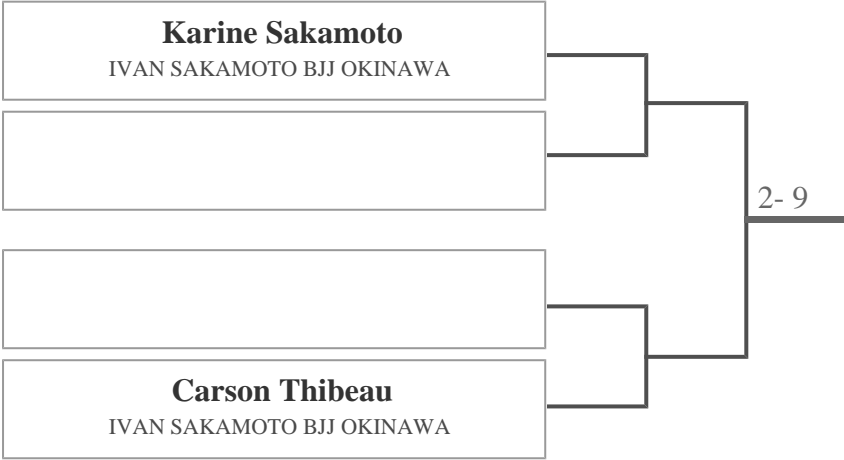 Karine Sakamoto
IVAN SAKAMOTO BJJ OKINAWA
2- 9
Carson Thibeau
IVAN SAKAMOTO BJJ OKINAWA